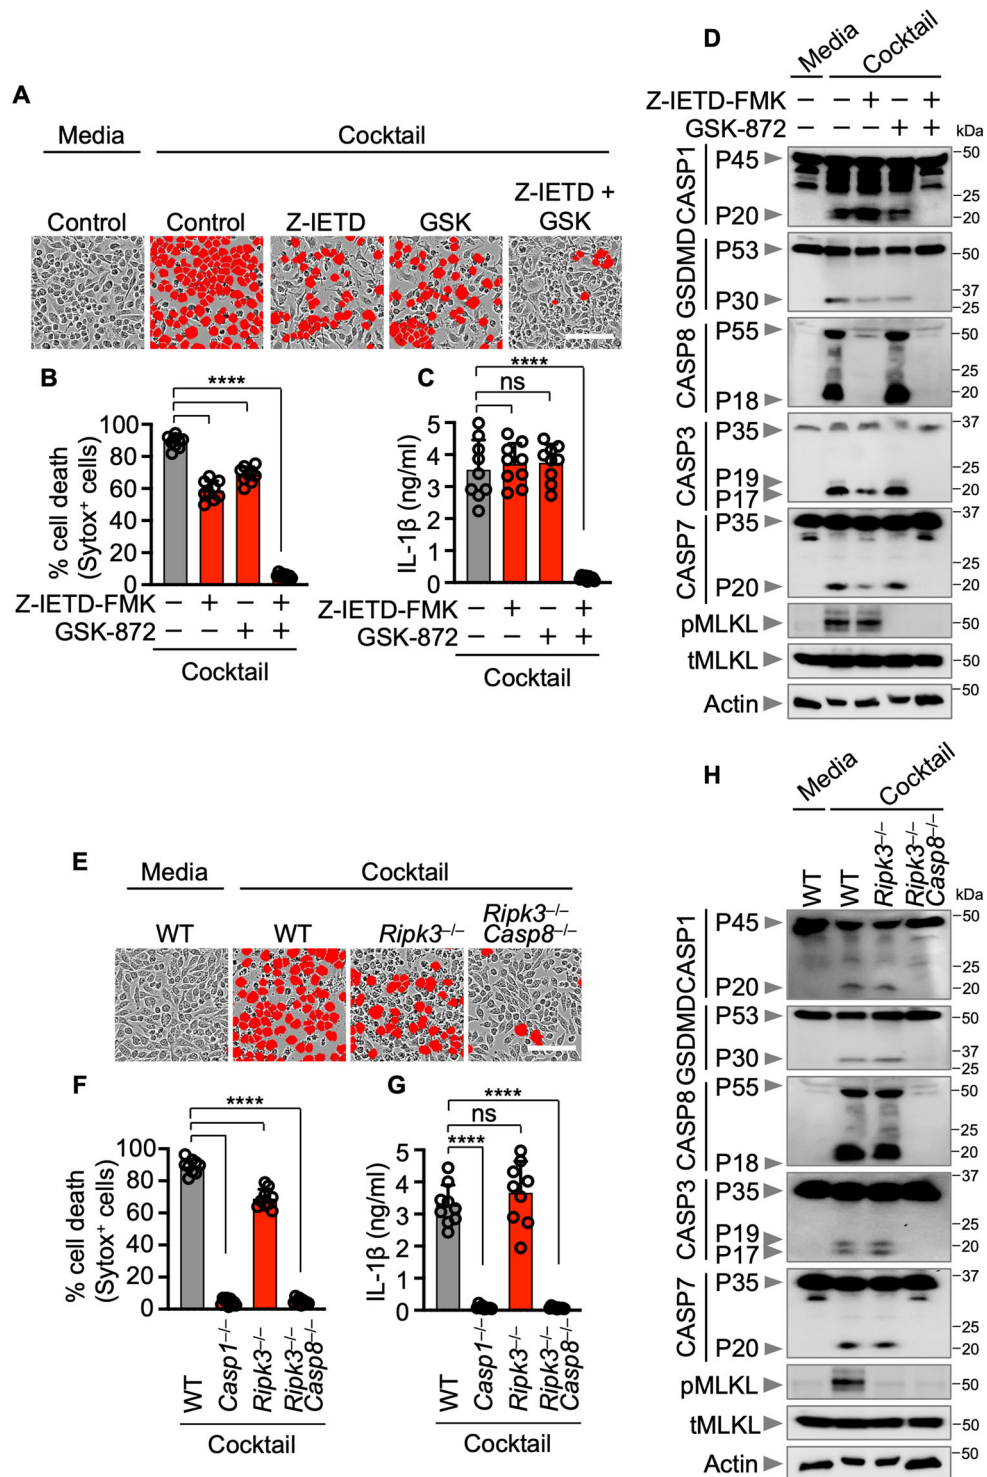 A
Media Cocktail
Control Control Z-IETD GSK Z-IETD + GSK
B
****
100
80
60
40
20
0
% cell death
(Sytox⁺ cells)
Z-IETD-FMK − + − +
GSK-872 − − + +
Cocktail
C
****
ns
5
4
3
2
1
0
IL-1β (ng/ml)
Z-IETD-FMK − + − +
GSK-872 − − + +
Cocktail
D
Media Cocktail
Z-IETD-FMK − − + − +
GSK-872 − − − + +
kDa
CASP1 P45 50
25
P20 20
GSDMD P53 50
37
P30 25
CASP8 P55 50
25
20
P18
CASP3 P35 37
25
P19 20
P17
CASP7 P35 37
25
P20 20
pMLKL 50
tMLKL 50
Actin 50
E
Media Cocktail
WT WT Ripk3–/– Ripk3–/– Casp8–/–
F
****
100
80
60
40
20
0
% cell death
(Sytox⁺ cells)
WT Casp1–/– Ripk3–/– Ripk3–/– Casp8–/–
Cocktail
G
****
ns
****
5
4
3
2
1
0
IL-1β (ng/ml)
WT Casp1–/– Ripk3–/– Ripk3–/– Casp8–/–
Cocktail
H
Media Cocktail
WT WT Ripk3–/– Ripk3–/– Casp8–/–
kDa
CASP1 P45 50
25
P20 20
GSDMD P53 50
37
P30 25
CASP8 P55 50
25
P18 20
CASP3 P35 37
25
P19 20
P17
CASP7 P35 37
25
P20 20
pMLKL 50
tMLKL 50
Actin 50